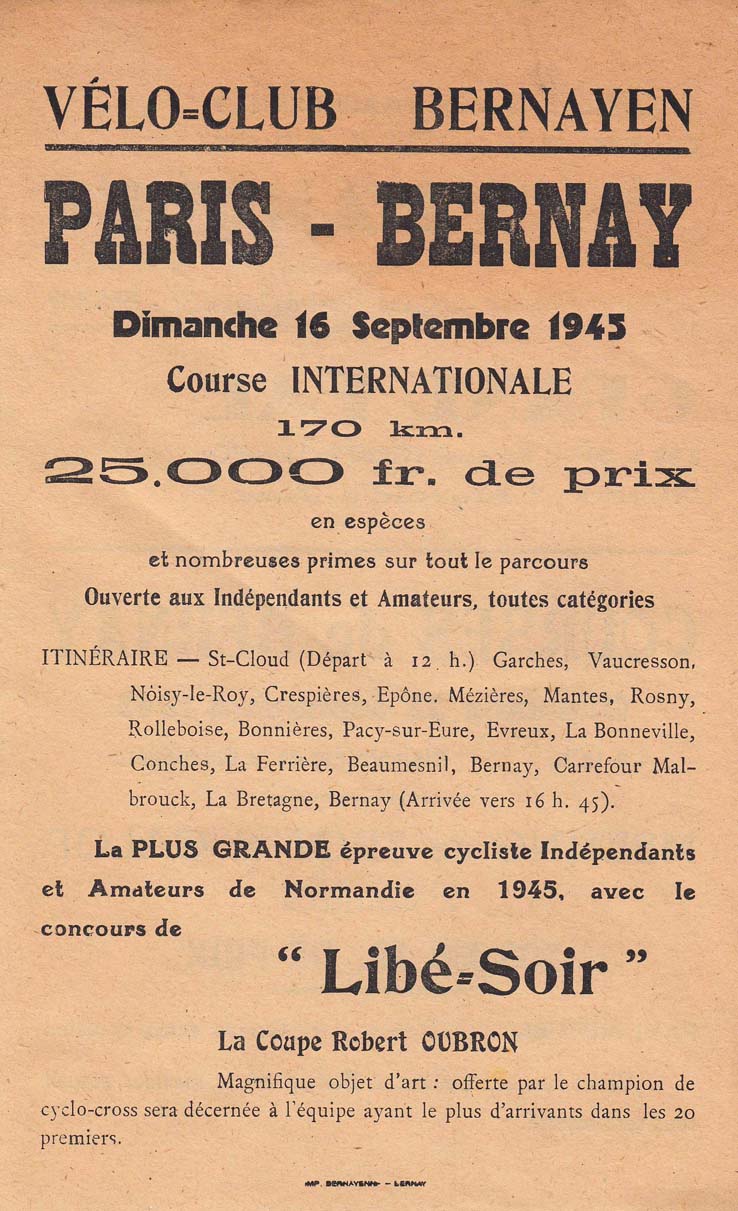 VÉLO=CLUB BERNAYEN
PARIS - BERNAY
Dimanche 16 Septembre 1945
Course INTERNATIONALE
170 km.
25.000 fr. de prix
en espèces
et nombreuses primes sur tout le parcours
Ouverte aux Indépendants et Amateurs, toutes catégories
ITINÉRAIRE — St-Cloud (Départ à 12 h.) Garches, Vaucresson,
Noisy-le-Roy, Crespières, Epône. Mézières, Mantes, Rosny,
Rolleboise, Bonnières, Pacy-sur-Eure, Evreux, La Bonneville,
Conches, La Ferrière, Beaumesnil, Bernay, Carrefour Mal-
brouck, La Bretagne, Bernay (Arrivée vers 16 h. 45).
La PLUS GRANDE épreuve cycliste Indépendants
et Amateurs de Normandie en 1945, avec le
concours de
“ Libé=Soir ”
La Coupe Robert OUBRON
Magnifique objet d'art : offerte par le champion de
cyclo-cross sera décernée à l'équipe ayant le plus d'arrivants dans les 20
premiers.
IMP. BERNAYENNE — BERNAY